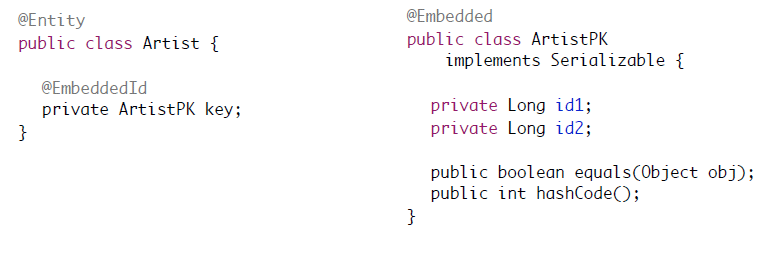 @Entity
public class Artist {
@EmbeddedId
private ArtistPK key;
}
@Embedded
public class ArtistPK
implements Serializable {
private Long id1;
private Long id2;
public boolean equals(Object obj);
public int hashCode();
}